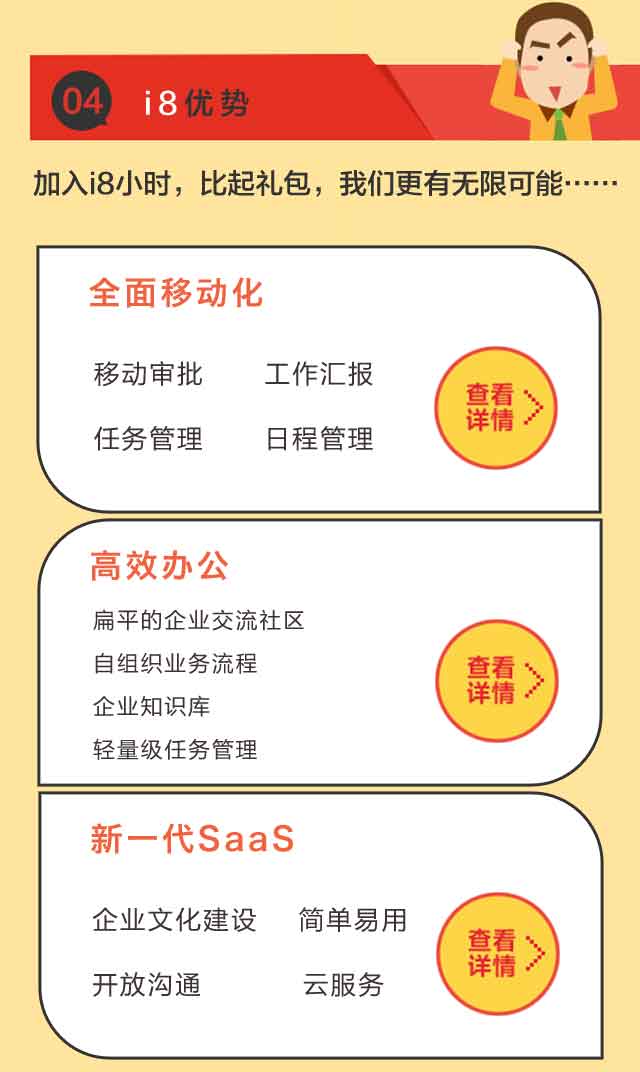 04 i8优势
加入i8小时，比起礼包，我们更有无限可能……
全面移动化
移动审批 工作汇报
任务管理 日程管理
查看
详情
高效办公
扁平的企业交流社区
自组织业务流程
企业知识库
轻量级任务管理
查看
详情
新一代SaaS
企业文化建设 简单易用
开放沟通 云服务
查看
详情